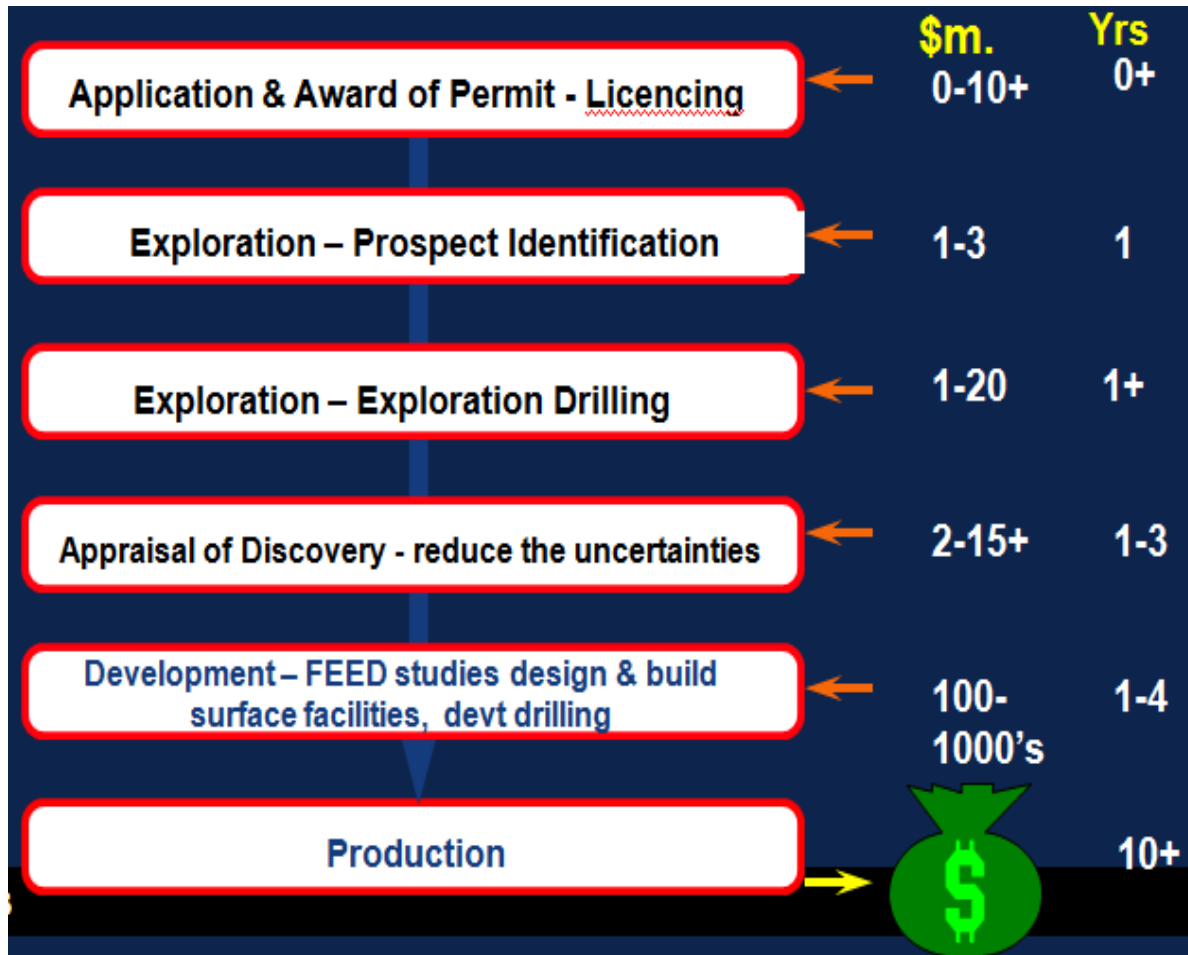 $m. Yrs
Application & Award of Permit - Licencing 0-10+ 0+
Exploration – Prospect Identification 1-3 1
Exploration – Exploration Drilling 1-20 1+
Appraisal of Discovery - reduce the uncertainties 2-15+ 1-3
Development – FEED studies design & build
surface facilities, devt drilling
100-
1000's
1-4
Production
$
10+
s